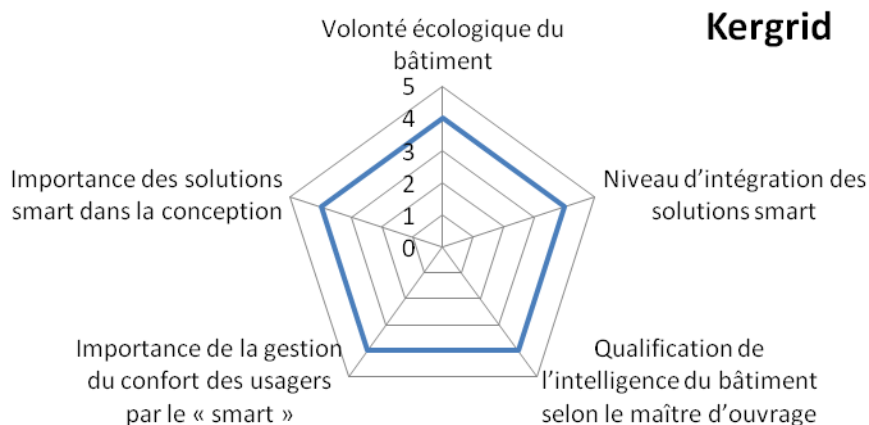 Kergrid
Volonté écologique du
bâtiment
5
4
3
2
1
0
Niveau d’intégration des
solutions smart
Qualification de
l’intelligence du bâtiment
selon le maître d’ouvrage
Importance de la gestion
du confort des usagers
par le « smart »
Importance des solutions
smart dans la conception